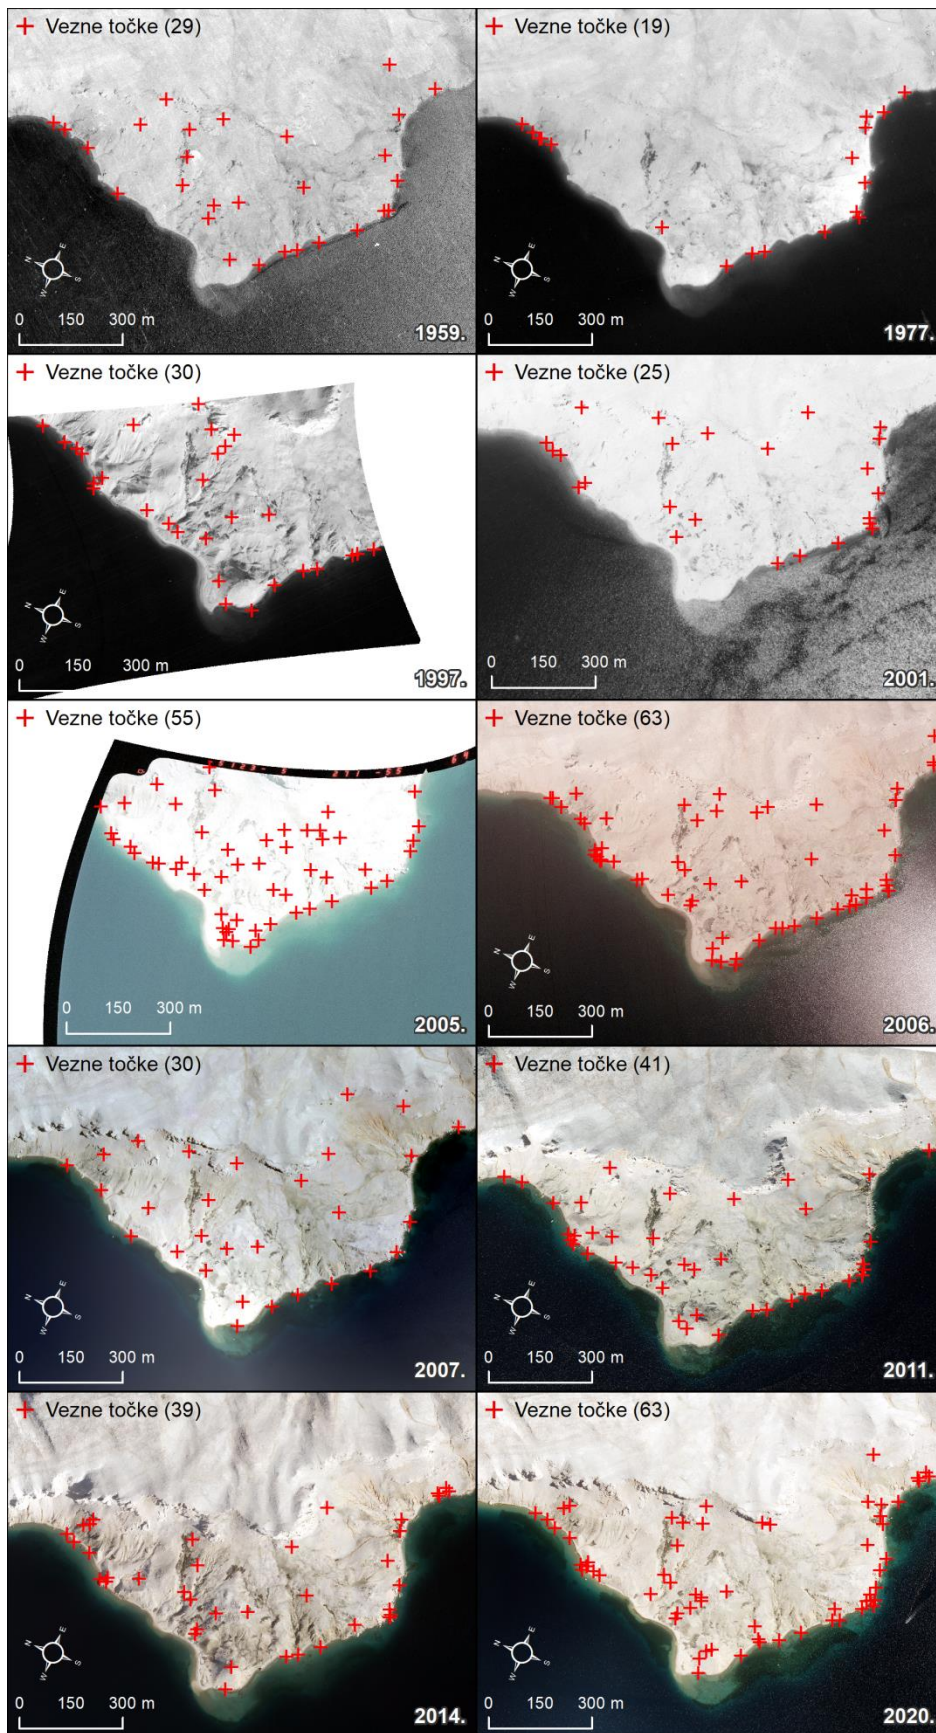 Vezne točke (29)
N E
W S
0 150 300 m
1959.
Vezne točke (19)
N E
W S
0 150 300 m
1977.
Vezne točke (30)
N E
W S
0 150 300 m
1997.
Vezne točke (25)
N E
W S
0 150 300 m
2001.
Vezne točke (55)
N E
W S
0 150 300 m
2005.
Vezne točke (63)
N E
W S
0 150 300 m
2006.
Vezne točke (30)
N E
W S
0 150 300 m
2007.
Vezne točke (41)
N E
W S
0 150 300 m
2011.
Vezne točke (39)
N E
W S
0 150 300 m
2014.
Vezne točke (63)
N E
W S
0 150 300 m
2020.